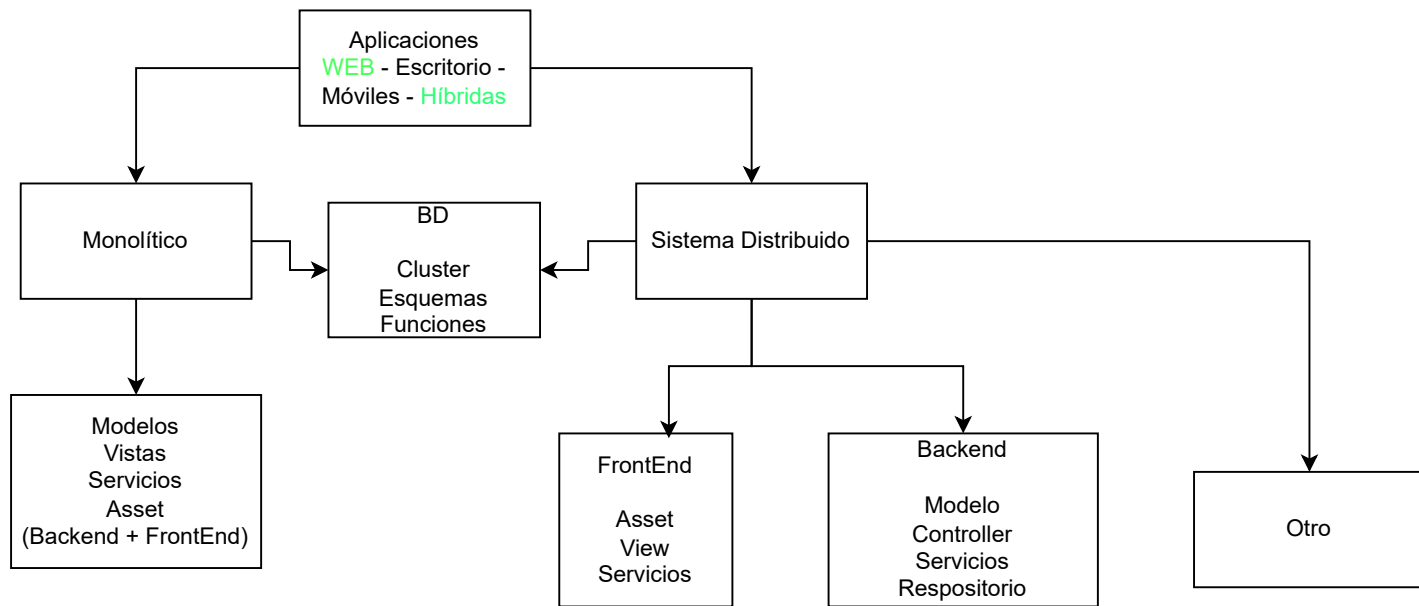 Aplicaciones
WEB - Escritorio -
Móviles - Híbridas
Monolítico
BD
Cluster
Esquemas
Funciones
Sistema Distribuido
Modelos
Vistas
Servicios
Asset
(Backend + FrontEnd)
FrontEnd
Asset
View
Servicios
Backend
Modelo
Controller
Servicios
Respositorio
Otro